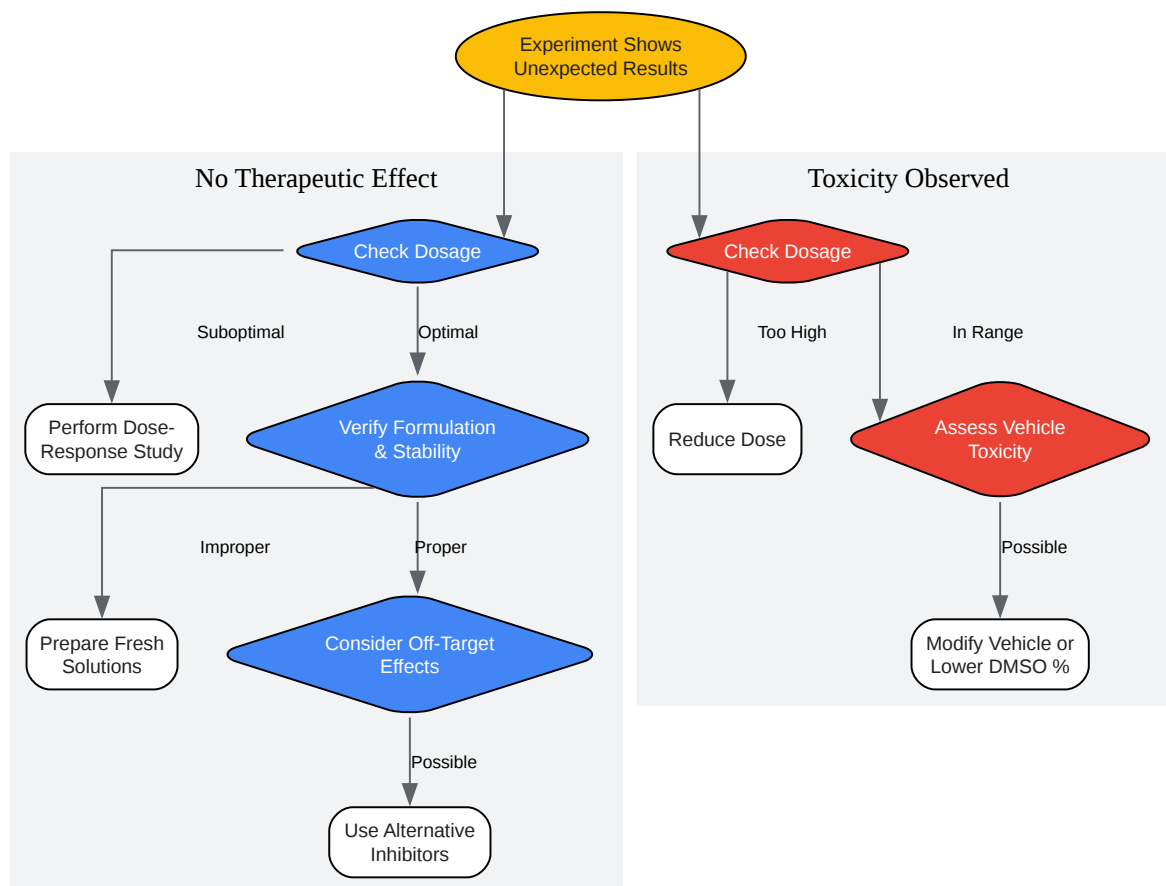 Experiment Shows
Unexpected Results
No Therapeutic Effect
Check Dosage
Suboptimal
Optimal
Perform Dose-
Response Study
Verify Formulation
& Stability
Improper
Proper
Prepare Fresh
Solutions
Consider Off-Target
Effects
Possible
Use Alternative
Inhibitors
Toxicity Observed
Check Dosage
Too High
In Range
Reduce Dose
Assess Vehicle
Toxicity
Possible
Modify Vehicle or
Lower DMSO %